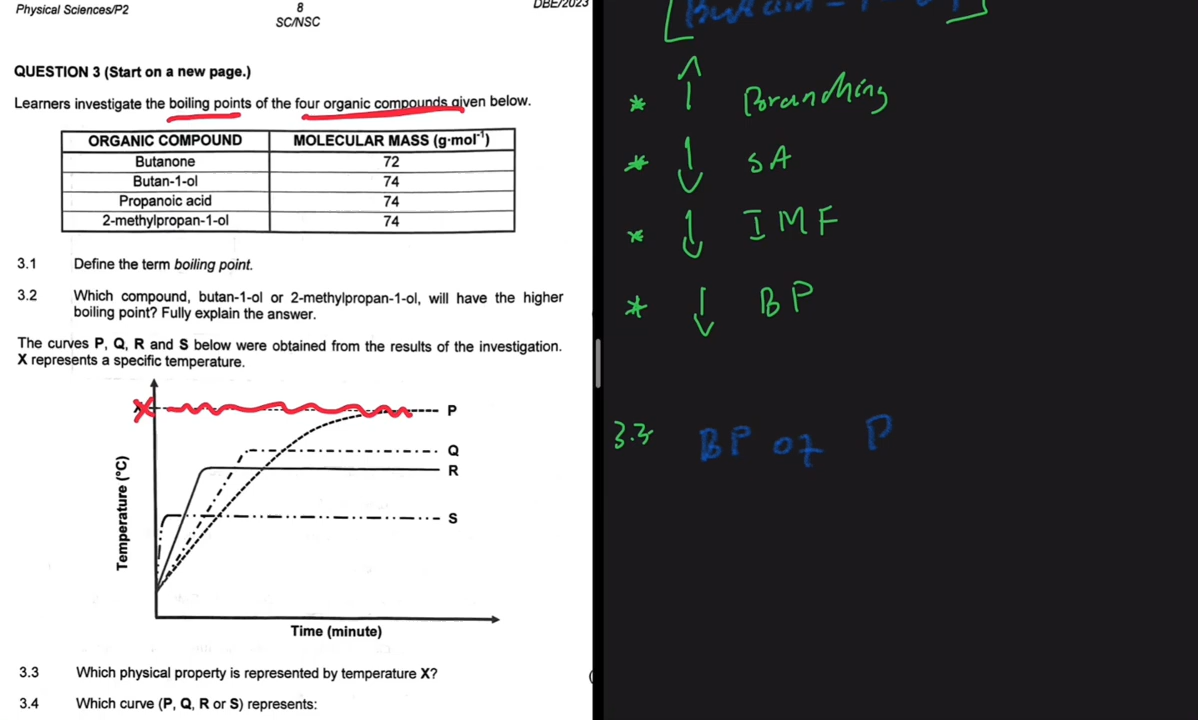 Physical Sciences/P2
8
SC/NSC
DBE/2023
QUESTION 3 (Start on a new page.)
Learners investigate the boiling points of the four organic compounds given below.
ORGANIC COMPOUND MOLECULAR MASS (g·mol⁻¹)
Butanone 72
Butan-1-ol 74
Propanoic acid 74
2-methylpropan-1-ol 74
3.1 Define the term boiling point.
3.2 Which compound, butan-1-ol or 2-methylpropan-1-ol, will have the higher
boiling point? Fully explain the answer.
The curves P, Q, R and S below were obtained from the results of the investigation.
X represents a specific temperature.
X
P
Q
R
S
Temperature (°C)
Time (minute)
3.3 Which physical property is represented by temperature X?
3.4 Which curve (P, Q, R or S) represents:
* ↑ Branching
* ↓ SA
* ↓ IMF
* ↓ BP
3.3 BP of P